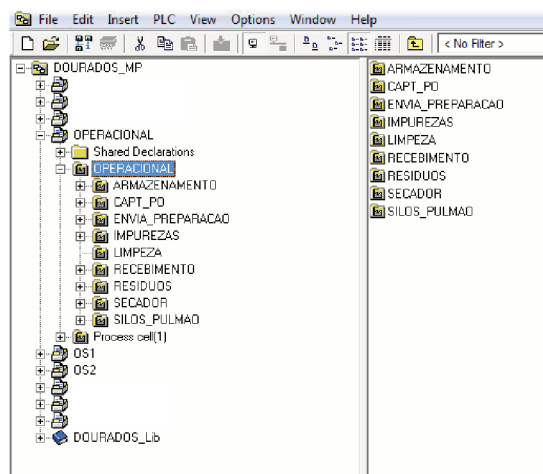 File Edit Insert PLC View Options Window Help
< No Filter >
DOURADOS_MP
OPERACIONAL
Shared Declarations
OPERACIONAL
ARMAZENAMENTO
CAPT_PO
ENVIA_PREPARACAO
IMPUREZAS
LIMPEZA
RECEBIMENTO
RESIDUOS
SECADOR
SILOS_PULMAO
Process cell(1)
OS1
OS2
DOURADOS_Lib
ARMAZENAMENTO
CAPT_PO
ENVIA_PREPARACAO
IMPUREZAS
LIMPEZA
RECEBIMENTO
RESIDUOS
SECADOR
SILOS_PULMAO